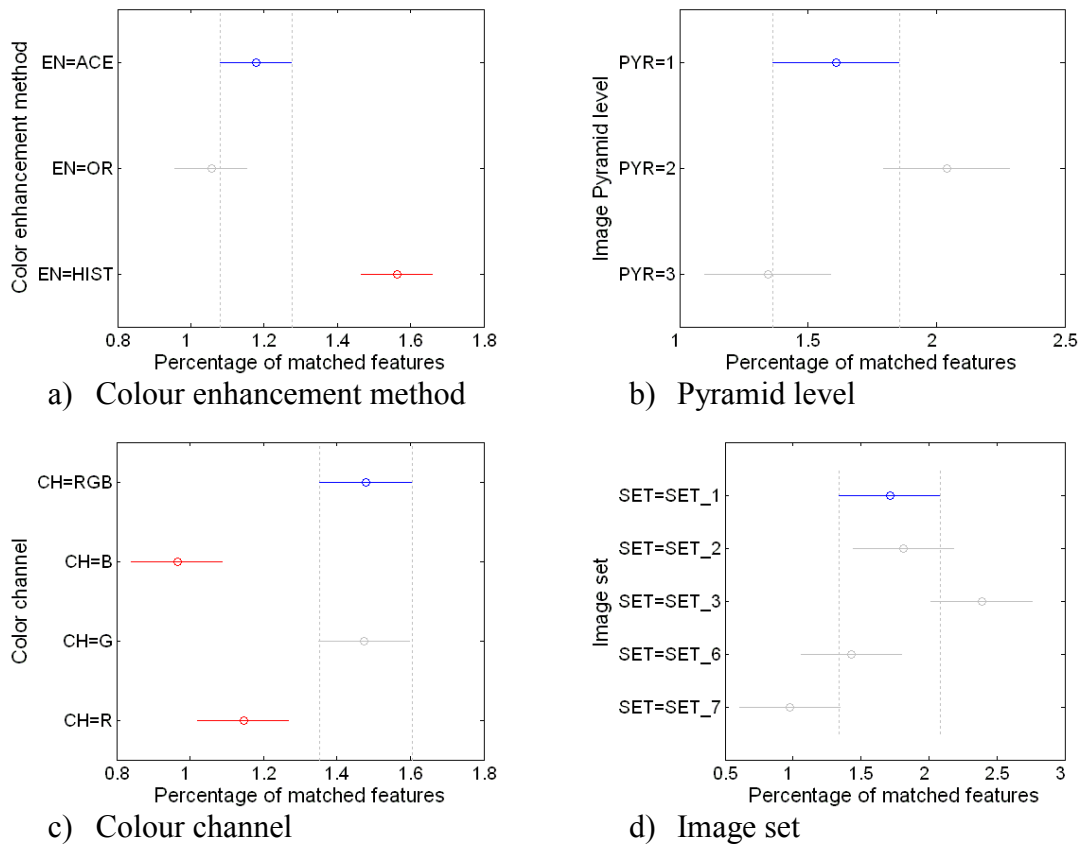 Color enhancement method
EN=ACE
EN=OR
EN=HIST
0.8 1 1.2 1.4 1.6 1.8
Percentage of matched features
a) Colour enhancement method
Image Pyramid level
PYR=1
PYR=2
PYR=3
1 1.5 2 2.5
Percentage of matched features
b) Pyramid level
Color channel
CH=RGB
CH=B
CH=G
CH=R
0.8 1 1.2 1.4 1.6 1.8
Percentage of matched features
c) Colour channel
Image set
SET=SET_1
SET=SET_2
SET=SET_3
SET=SET_6
SET=SET_7
0.5 1 1.5 2 2.5 3
Percentage of matched features
d) Image set